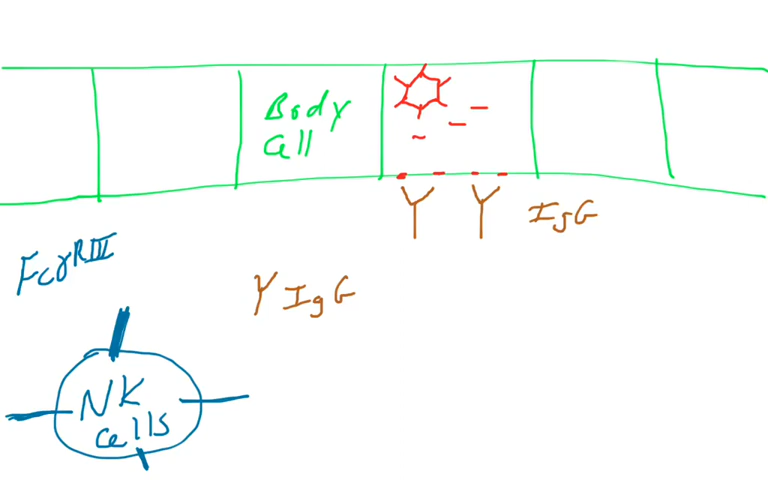 Body
Cell
IgG
FcγRIII
Y IgG
NK
cells